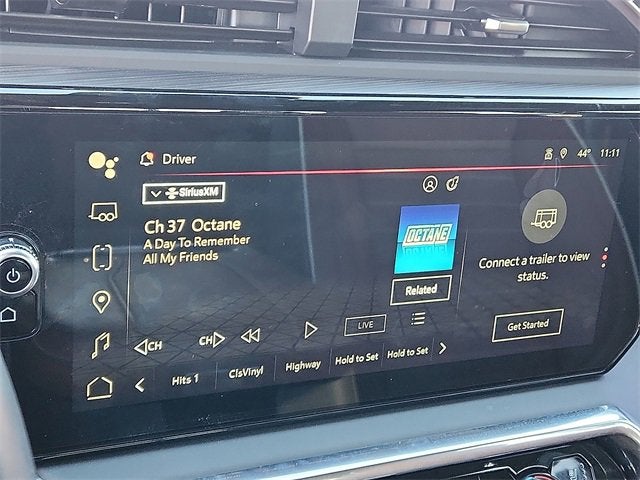 Driver
44° 11:11
SiriusXM
Ch 37 Octane
A Day To Remember
All My Friends
OCTANE
Related
Connect a trailer to view
status.
Get Started
CH CH LIVE
Hits 1 ClsVinyl Highway Hold to Set Hold to Set